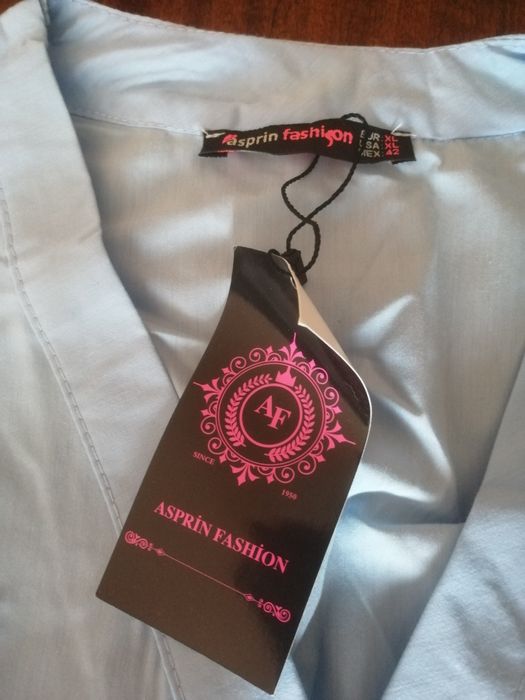 asprin fashion
EUR: XL
USA: XL
MEX: 42
AF
SINCE 1950
ASPRİN FASHİON